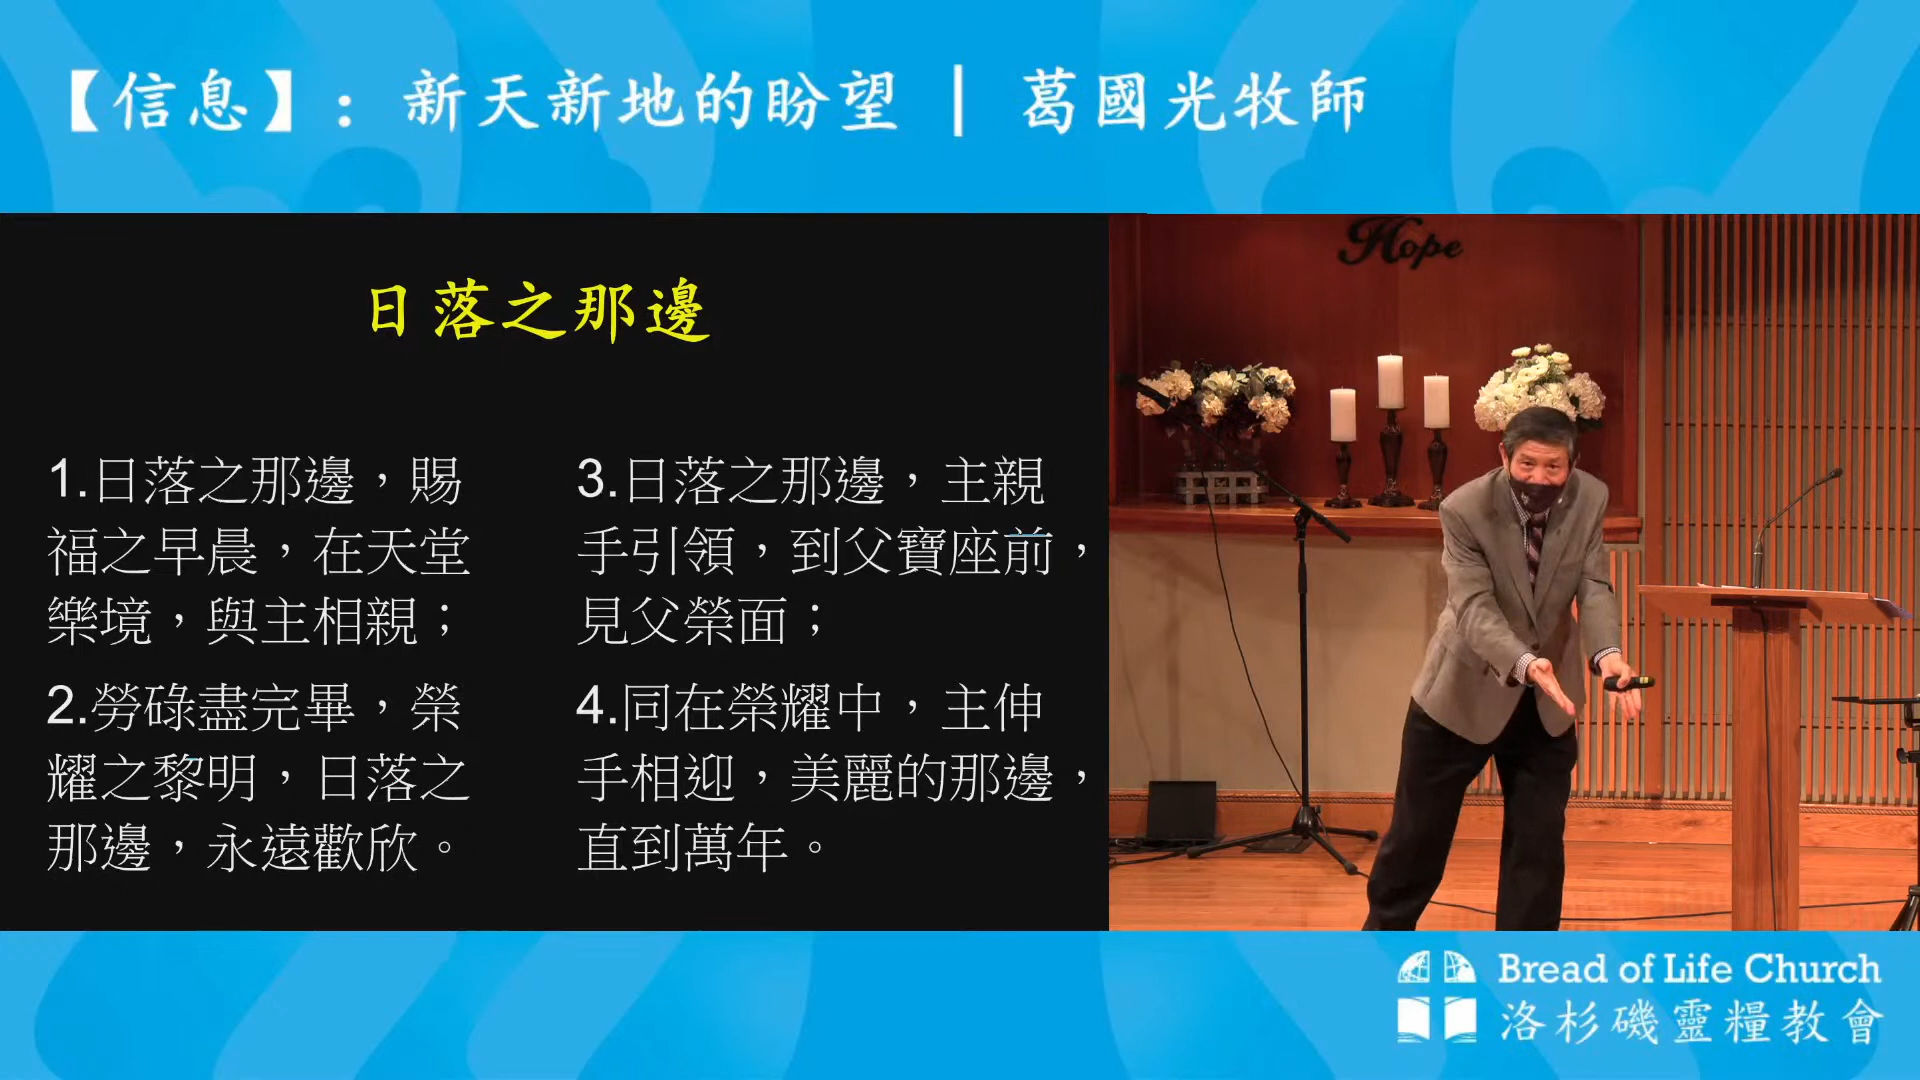 【信息】：新天新地的盼望 | 葛國光牧師
Hope
日落之那邊
1.日落之那邊，賜
福之早晨，在天堂
樂境，與主相親；
2.勞碌盡完畢，榮
耀之黎明，日落之
那邊，永遠歡欣。
3.日落之那邊，主親
手引領，到父寶座前，
見父榮面；
4.同在榮耀中，主伸
手相迎，美麗的那邊，
直到萬年。
Bread of Life Church
洛杉磯靈糧教會